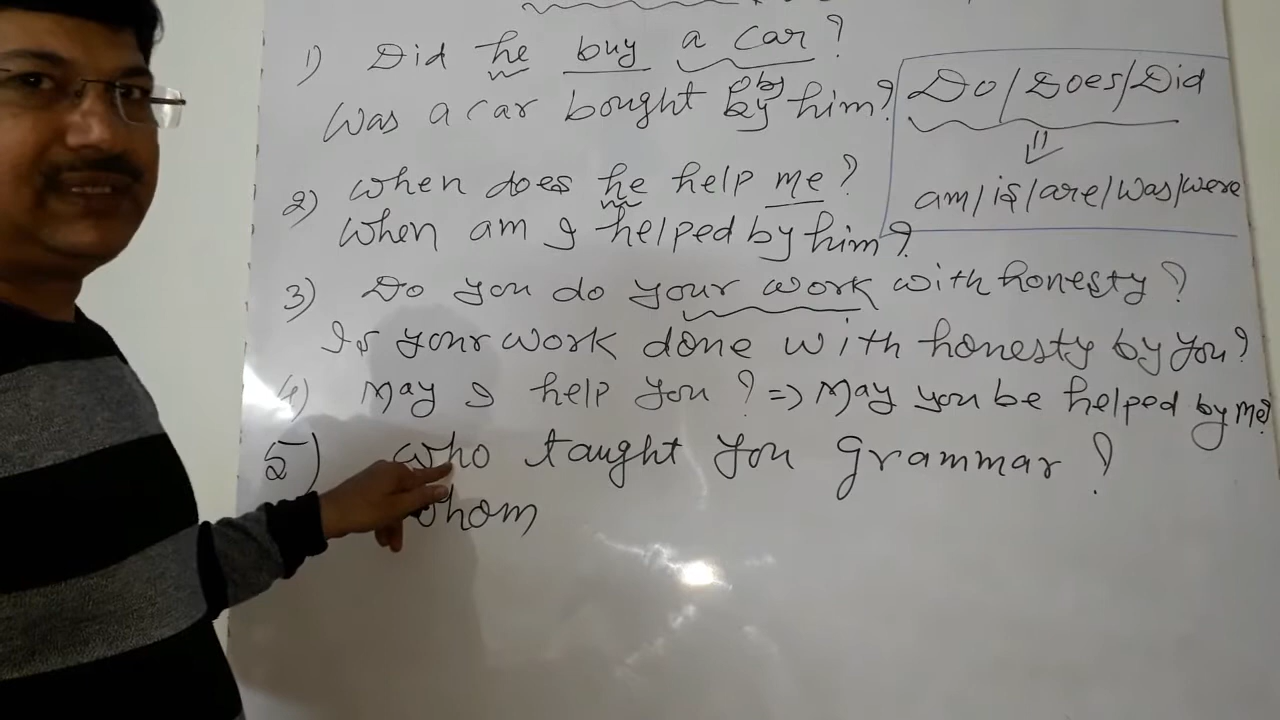 1) Did he buy a car?
obj
Was a car bought by him?
Do/Does/Did
am/is/are/was/were
2) When does he help me?
When am I helped by him?
3) Do you do your work with honesty?
Is your work done with honesty by you?
4) May I help you? => May you be helped by me?
5) Who taught you grammar?
Whom